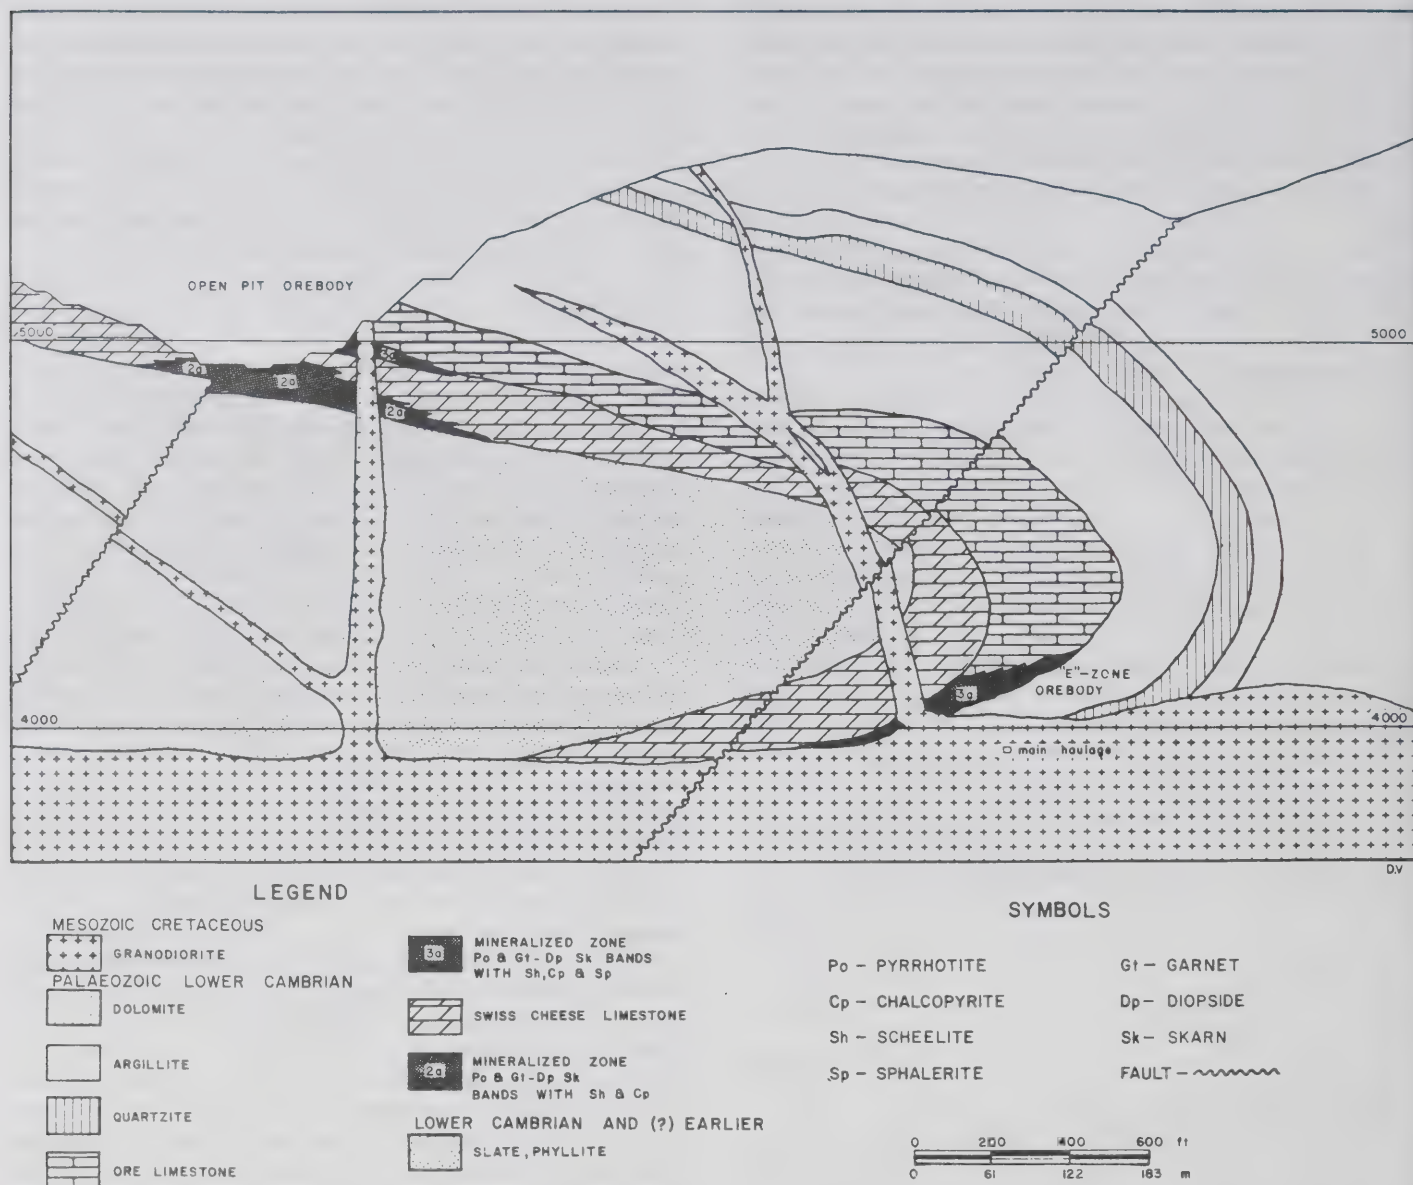 OPEN PIT OREBODY
5000
5000
3a
2a
2a
2a
"E"-ZONE
OREBODY
3a
4000
4000
main haulage
D.V
LEGEND
MESOZOIC CRETACEOUS
GRANODIORITE
PALAEOZOIC LOWER CAMBRIAN
DOLOMITE
ARGILLITE
QUARTZITE
ORE LIMESTONE
3a
MINERALIZED ZONE
Po & Gt-Dp Sk BANDS
WITH Sh, Cp & Sp
SWISS CHEESE LIMESTONE
2a
MINERALIZED ZONE
Po & Gt-Dp Sk
BANDS WITH Sh & Cp
LOWER CAMBRIAN AND (?) EARLIER
SLATE, PHYLLITE
SYMBOLS
Po - PYRRHOTITE
Cp - CHALCOPYRITE
Sh - SCHEELITE
Sp - SPHALERITE
Gt - GARNET
Dp - DIOPSIDE
Sk - SKARN
FAULT -
0 200 400 600 ft
0 61 122 183 m